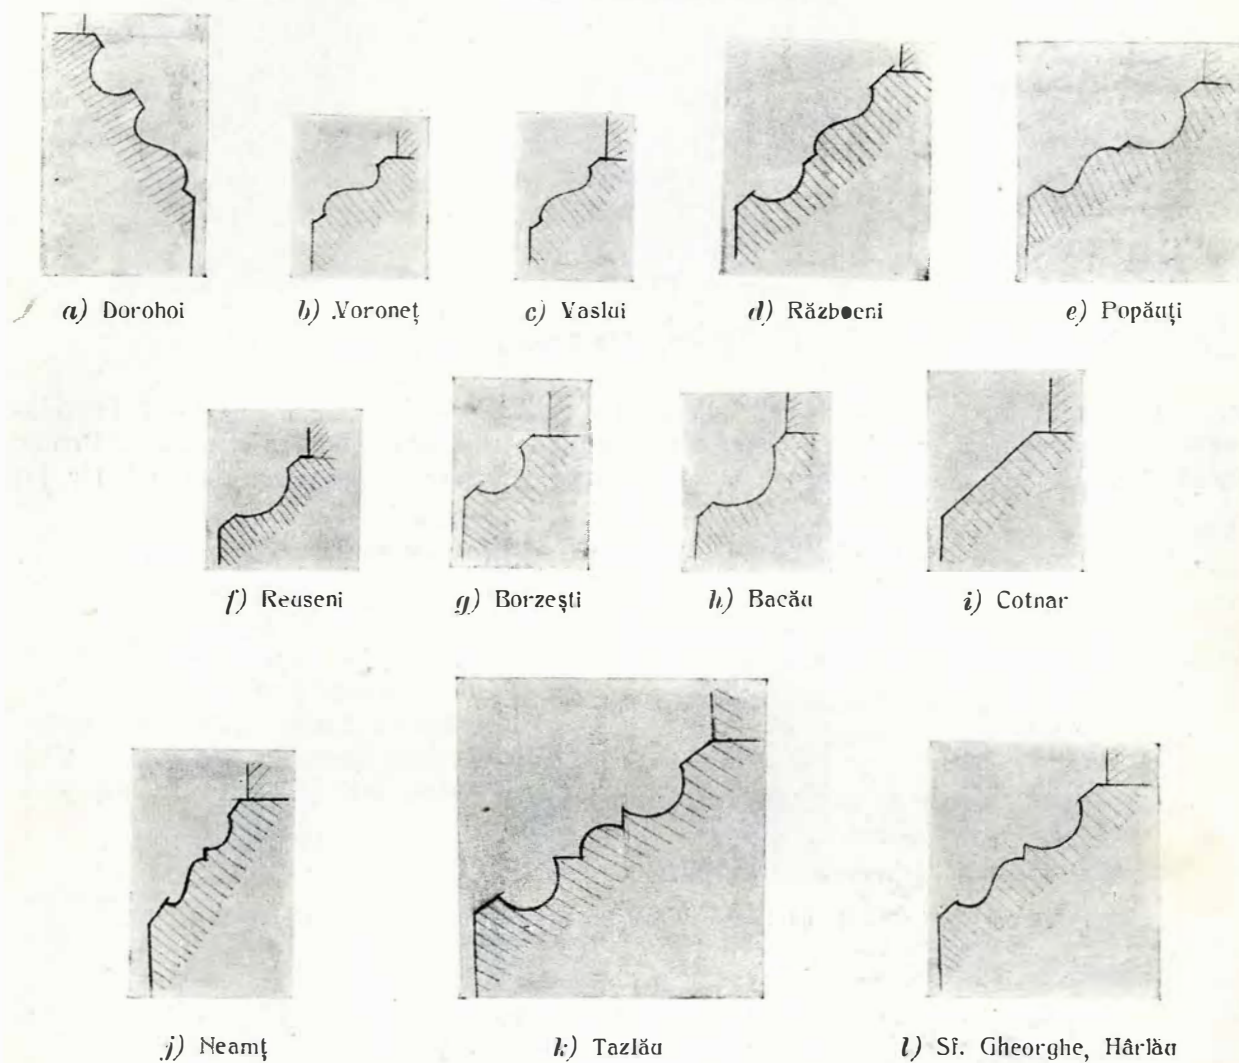 a) Dorohoi b) Voroneț c) Vaslui d) Războeni e) Popăuți
f) Reuseni g) Borzești h) Bacău i) Cotnar
j) Neamț k) Tazlău l) Sf. Gheorghe, Hârlău